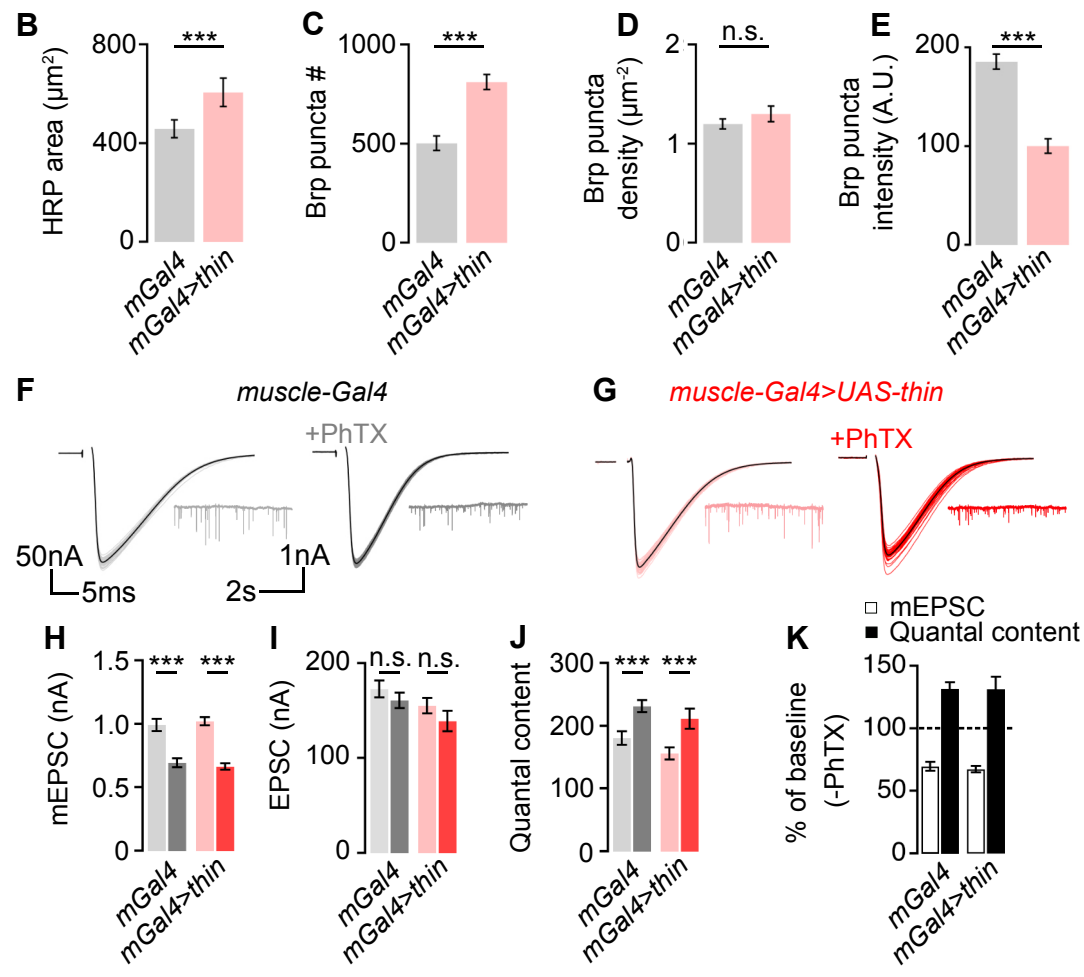 B
HRP area (µm²)
800
400
0
***
mGal4
mGal4>thin
C
Brp puncta #
1000
500
0
***
mGal4
mGal4>thin
D
Brp puncta
density (µm⁻²)
2
1
0
n.s.
mGal4
mGal4>thin
E
Brp puncta
intensity (A.U.)
200
100
0
***
mGal4
mGal4>thin
F
muscle-Gal4
+PhTX
50nA
5ms
1nA
2s
G
muscle-Gal4>UAS-thin
+PhTX
H
mEPSC (nA)
1.5
1.0
0.5
0
*** ***
mGal4
mGal4>thin
I
EPSC (nA)
200
100
0
n.s. n.s.
mGal4
mGal4>thin
J
Quantal content
300
200
100
0
*** ***
mGal4
mGal4>thin
K
mEPSC
Quantal content
% of baseline
(-PhTX)
150
100
50
0
mGal4
mGal4>thin